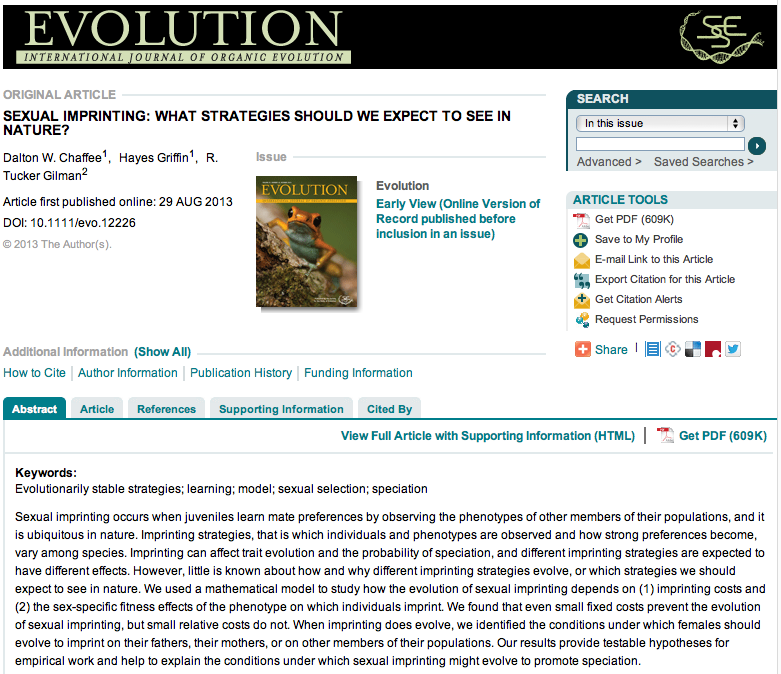 EVOLUTION
INTERNATIONAL JOURNAL OF ORGANIC EVOLUTION
SSE
ORIGINAL ARTICLE
SEXUAL IMPRINTING: WHAT STRATEGIES SHOULD WE EXPECT TO SEE IN
NATURE?
Dalton W. Chaffee1, Hayes Griffin1, R.
Tucker Gilman2
Article first published online: 29 AUG 2013
DOI: 10.1111/evo.12226
© 2013 The Author(s).
Issue
EVOLUTION
Evolution
Early View (Online Version of
Record published before
inclusion in an issue)
SEARCH
In this issue
Advanced > Saved Searches >
ARTICLE TOOLS
Get PDF (609K)
Save to My Profile
E-mail Link to this Article
Export Citation for this Article
Get Citation Alerts
Request Permissions
Share
Additional Information (Show All)
How to Cite | Author Information | Publication History | Funding Information
Abstract Article References Supporting Information Cited By
View Full Article with Supporting Information (HTML) | Get PDF (609K)
Keywords:
Evolutionarily stable strategies; learning; model; sexual selection; speciation
Sexual imprinting occurs when juveniles learn mate preferences by observing the phenotypes of other members of their populations, and it
is ubiquitous in nature. Imprinting strategies, that is which individuals and phenotypes are observed and how strong preferences become,
vary among species. Imprinting can affect trait evolution and the probability of speciation, and different imprinting strategies are expected to
have different effects. However, little is known about how and why different imprinting strategies evolve, or which strategies we should
expect to see in nature. We used a mathematical model to study how the evolution of sexual imprinting depends on (1) imprinting costs and
(2) the sex-specific fitness effects of the phenotype on which individuals imprint. We found that even small fixed costs prevent the evolution
of sexual imprinting, but small relative costs do not. When imprinting does evolve, we identified the conditions under which females should
evolve to imprint on their fathers, their mothers, or on other members of their populations. Our results provide testable hypotheses for
empirical work and help to explain the conditions under which sexual imprinting might evolve to promote speciation.